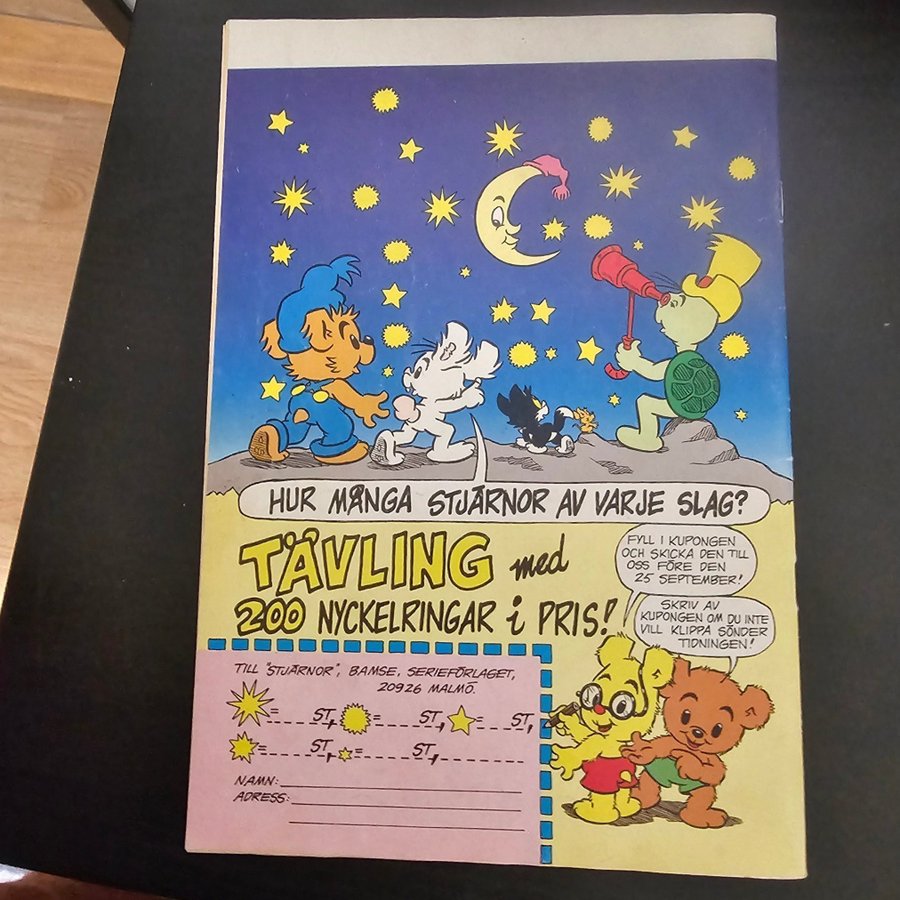 HUR MÅNGA STJÄRNOR AV VARJE SLAG?
TÄVLING med
200 NYCKELRINGAR i PRIS!
FYLL I KUPONGEN
OCH SKICKA DEN TILL
OSS FÖRE DEN
25 SEPTEMBER!
SKRIV AV
KUPONGEN OM DU INTE
VILL KLIPPA SÖNDER
TIDNINGEN!
TILL "STJÄRNOR", BAMSE, SERIEFÖRLAGET,
20926 MALMÖ.
= ST, = ST, = ST,
= ST, = ST,
NAMN:
ADRESS: